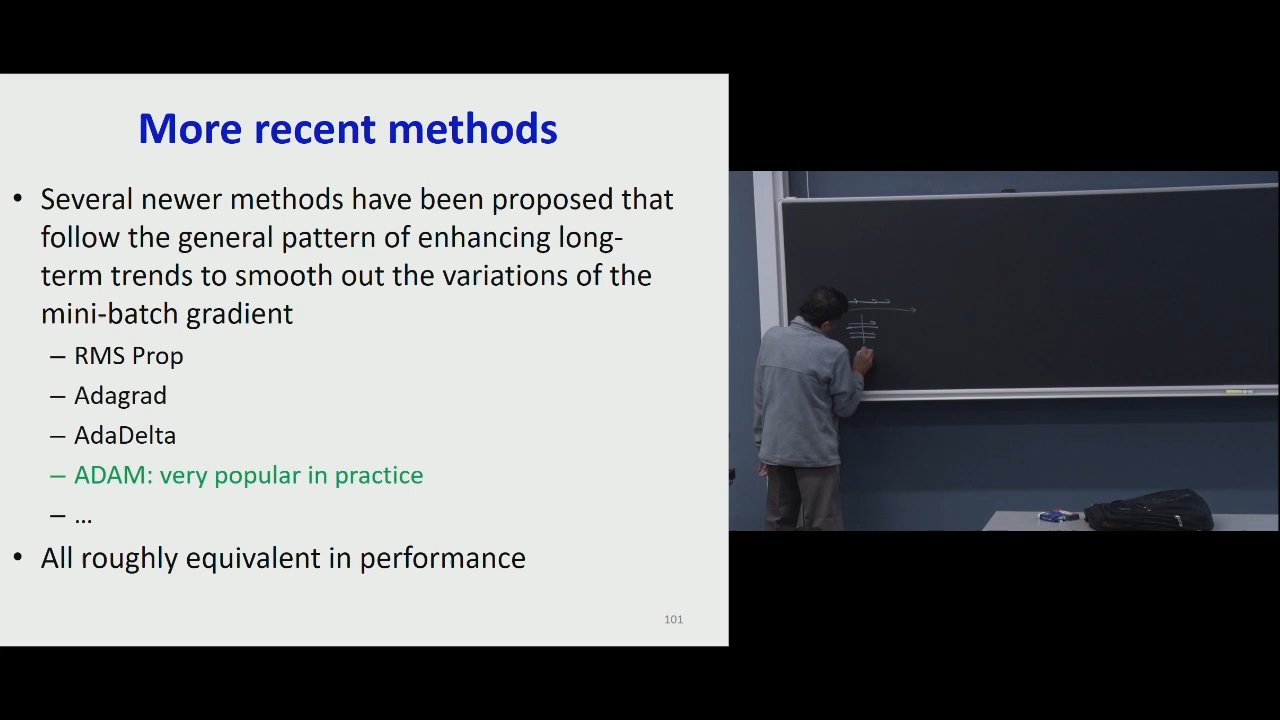 More recent methods
• Several newer methods have been proposed that
follow the general pattern of enhancing long-
term trends to smooth out the variations of the
mini-batch gradient
– RMS Prop
– Adagrad
– AdaDelta
– ADAM: very popular in practice
– …
• All roughly equivalent in performance
101